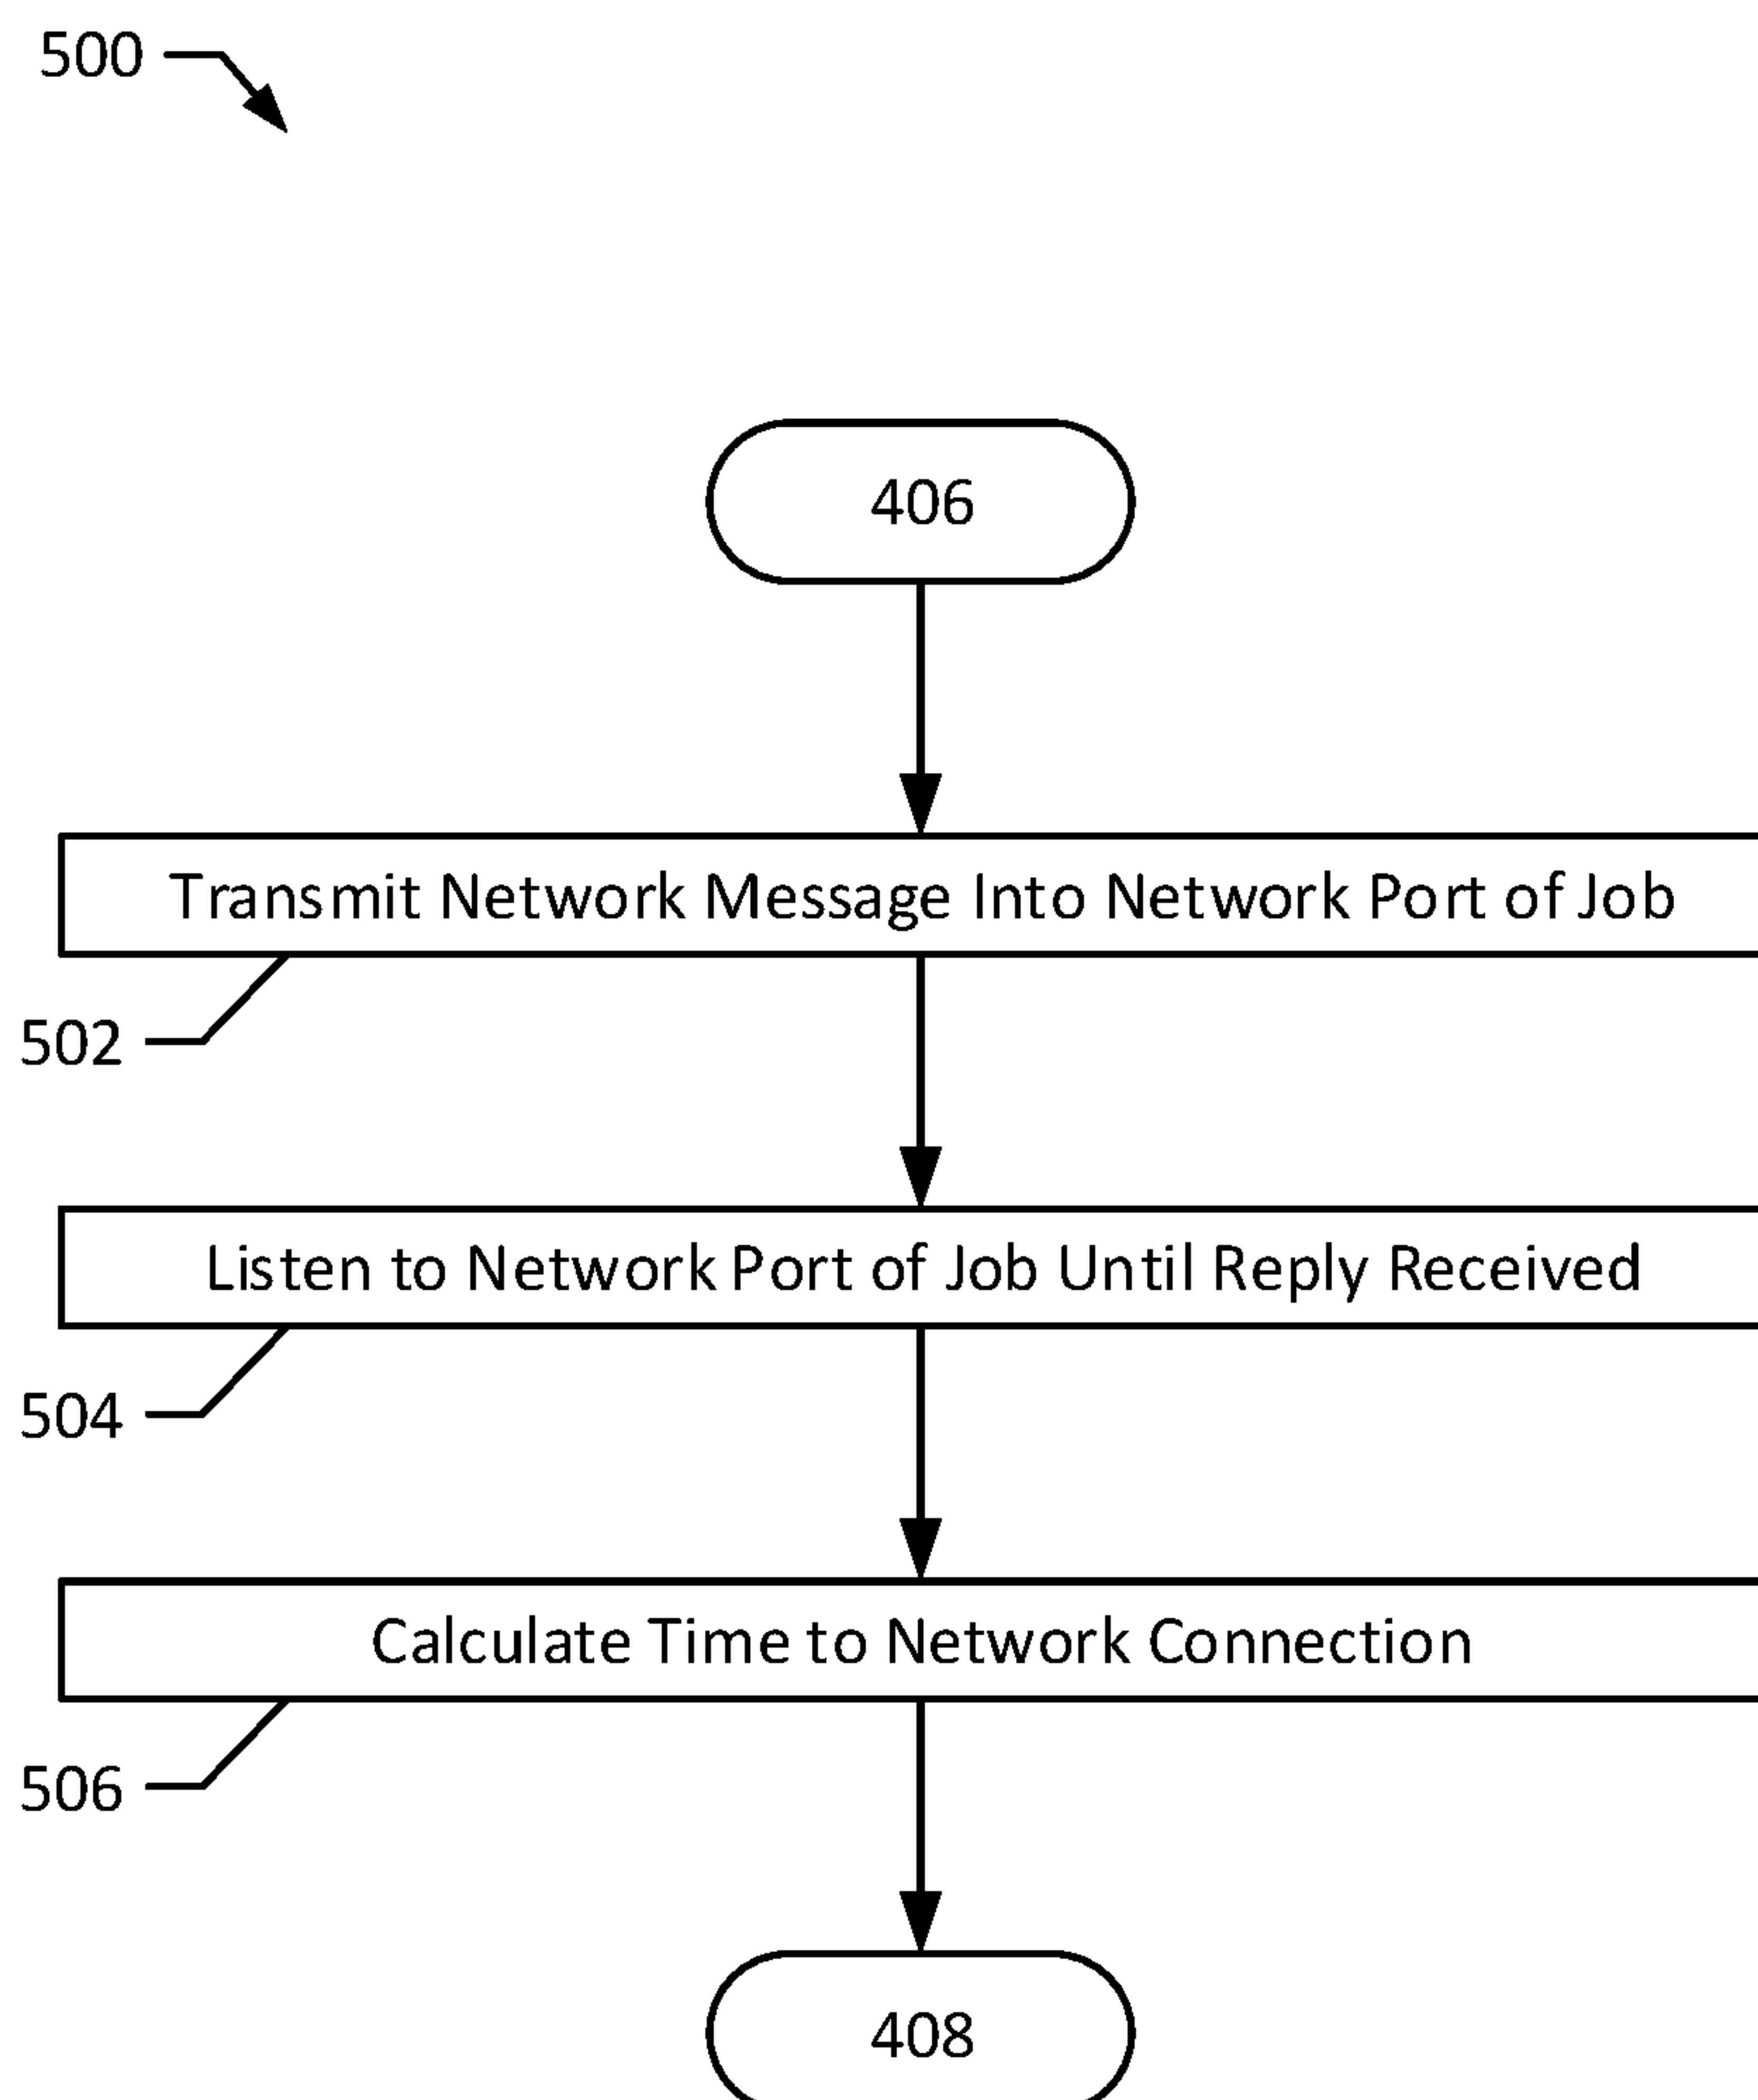 500
406
Transmit Network Message Into Network Port of Job
502
Listen to Network Port of Job Until Reply Received
504
Calculate Time to Network Connection
506
408